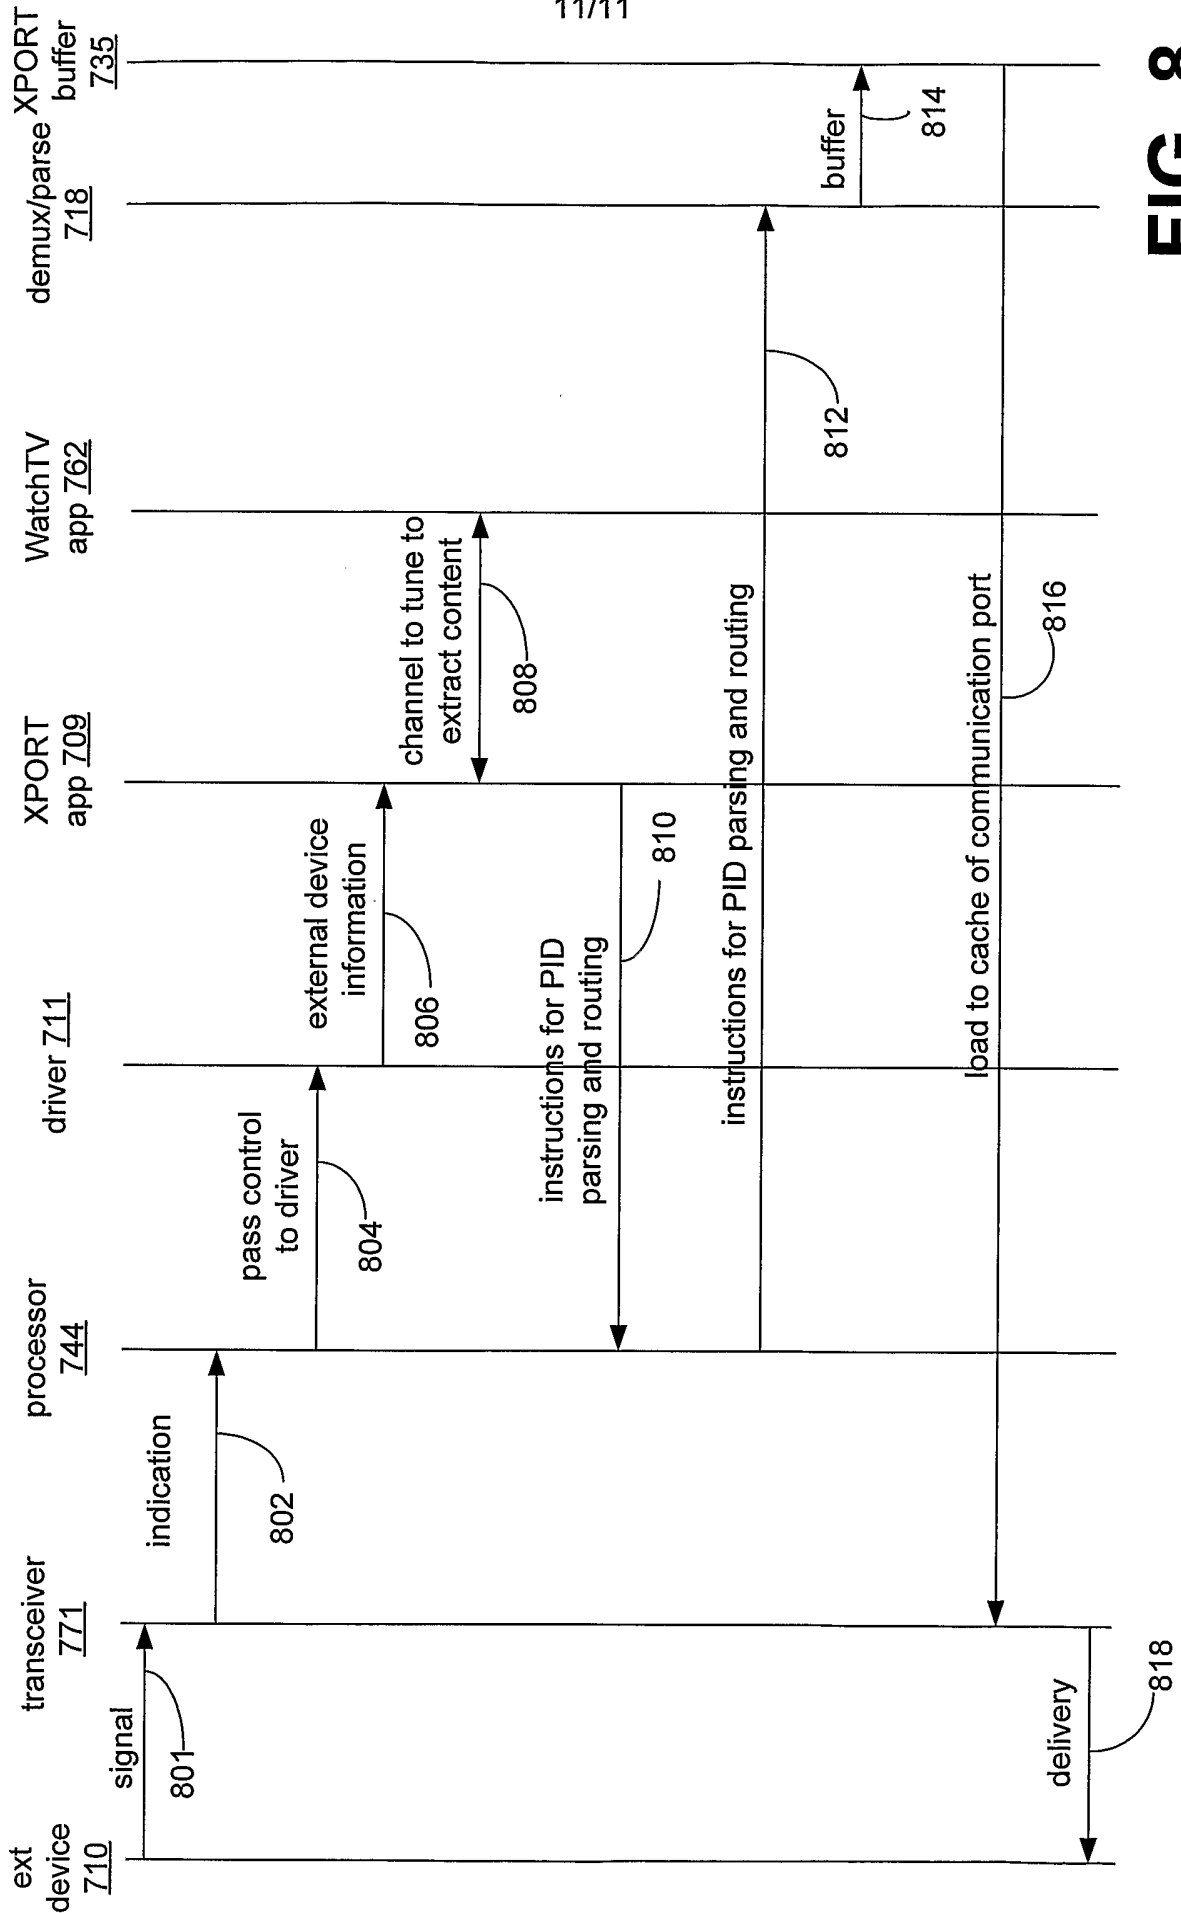 11/11
ext
device
710
transceiver
771
processor
744
driver 711
XPORT
app 709
WatchTV
app 762
demux/parse
718
XPORT
buffer
735
signal
801
indication
802
pass control
to driver
804
external device
information
806
channel to tune to
extract content
808
instructions for PID
parsing and routing
810
instructions for PID parsing and routing
812
buffer
814
load to cache of communication port
816
delivery
818
FIG. 8